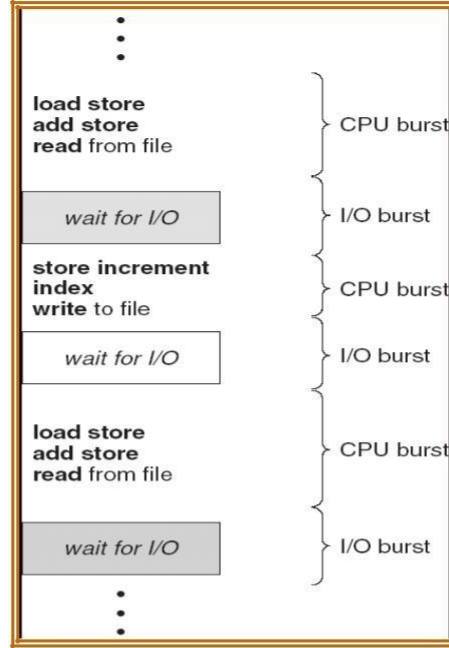 load store
add store
read from file
CPU burst
wait for I/O
I/O burst
store increment
index
write to file
CPU burst
wait for I/O
I/O burst
load store
add store
read from file
CPU burst
wait for I/O
I/O burst